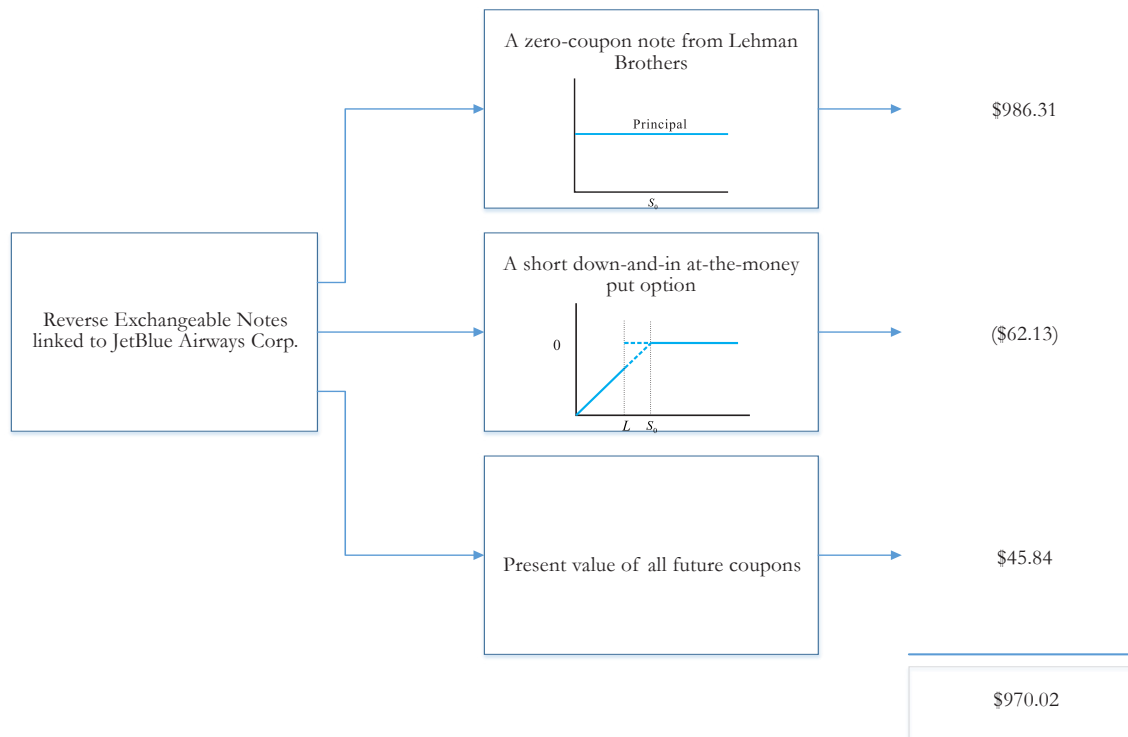 A zero-coupon note from Lehman
Brothers
Principal
S₀
$986.31
Reverse Exchangeable Notes
linked to JetBlue Airways Corp.
A short down-and-in at-the-money
put option
0
L S₀
($62.13)
Present value of all future coupons
$45.84
$970.02